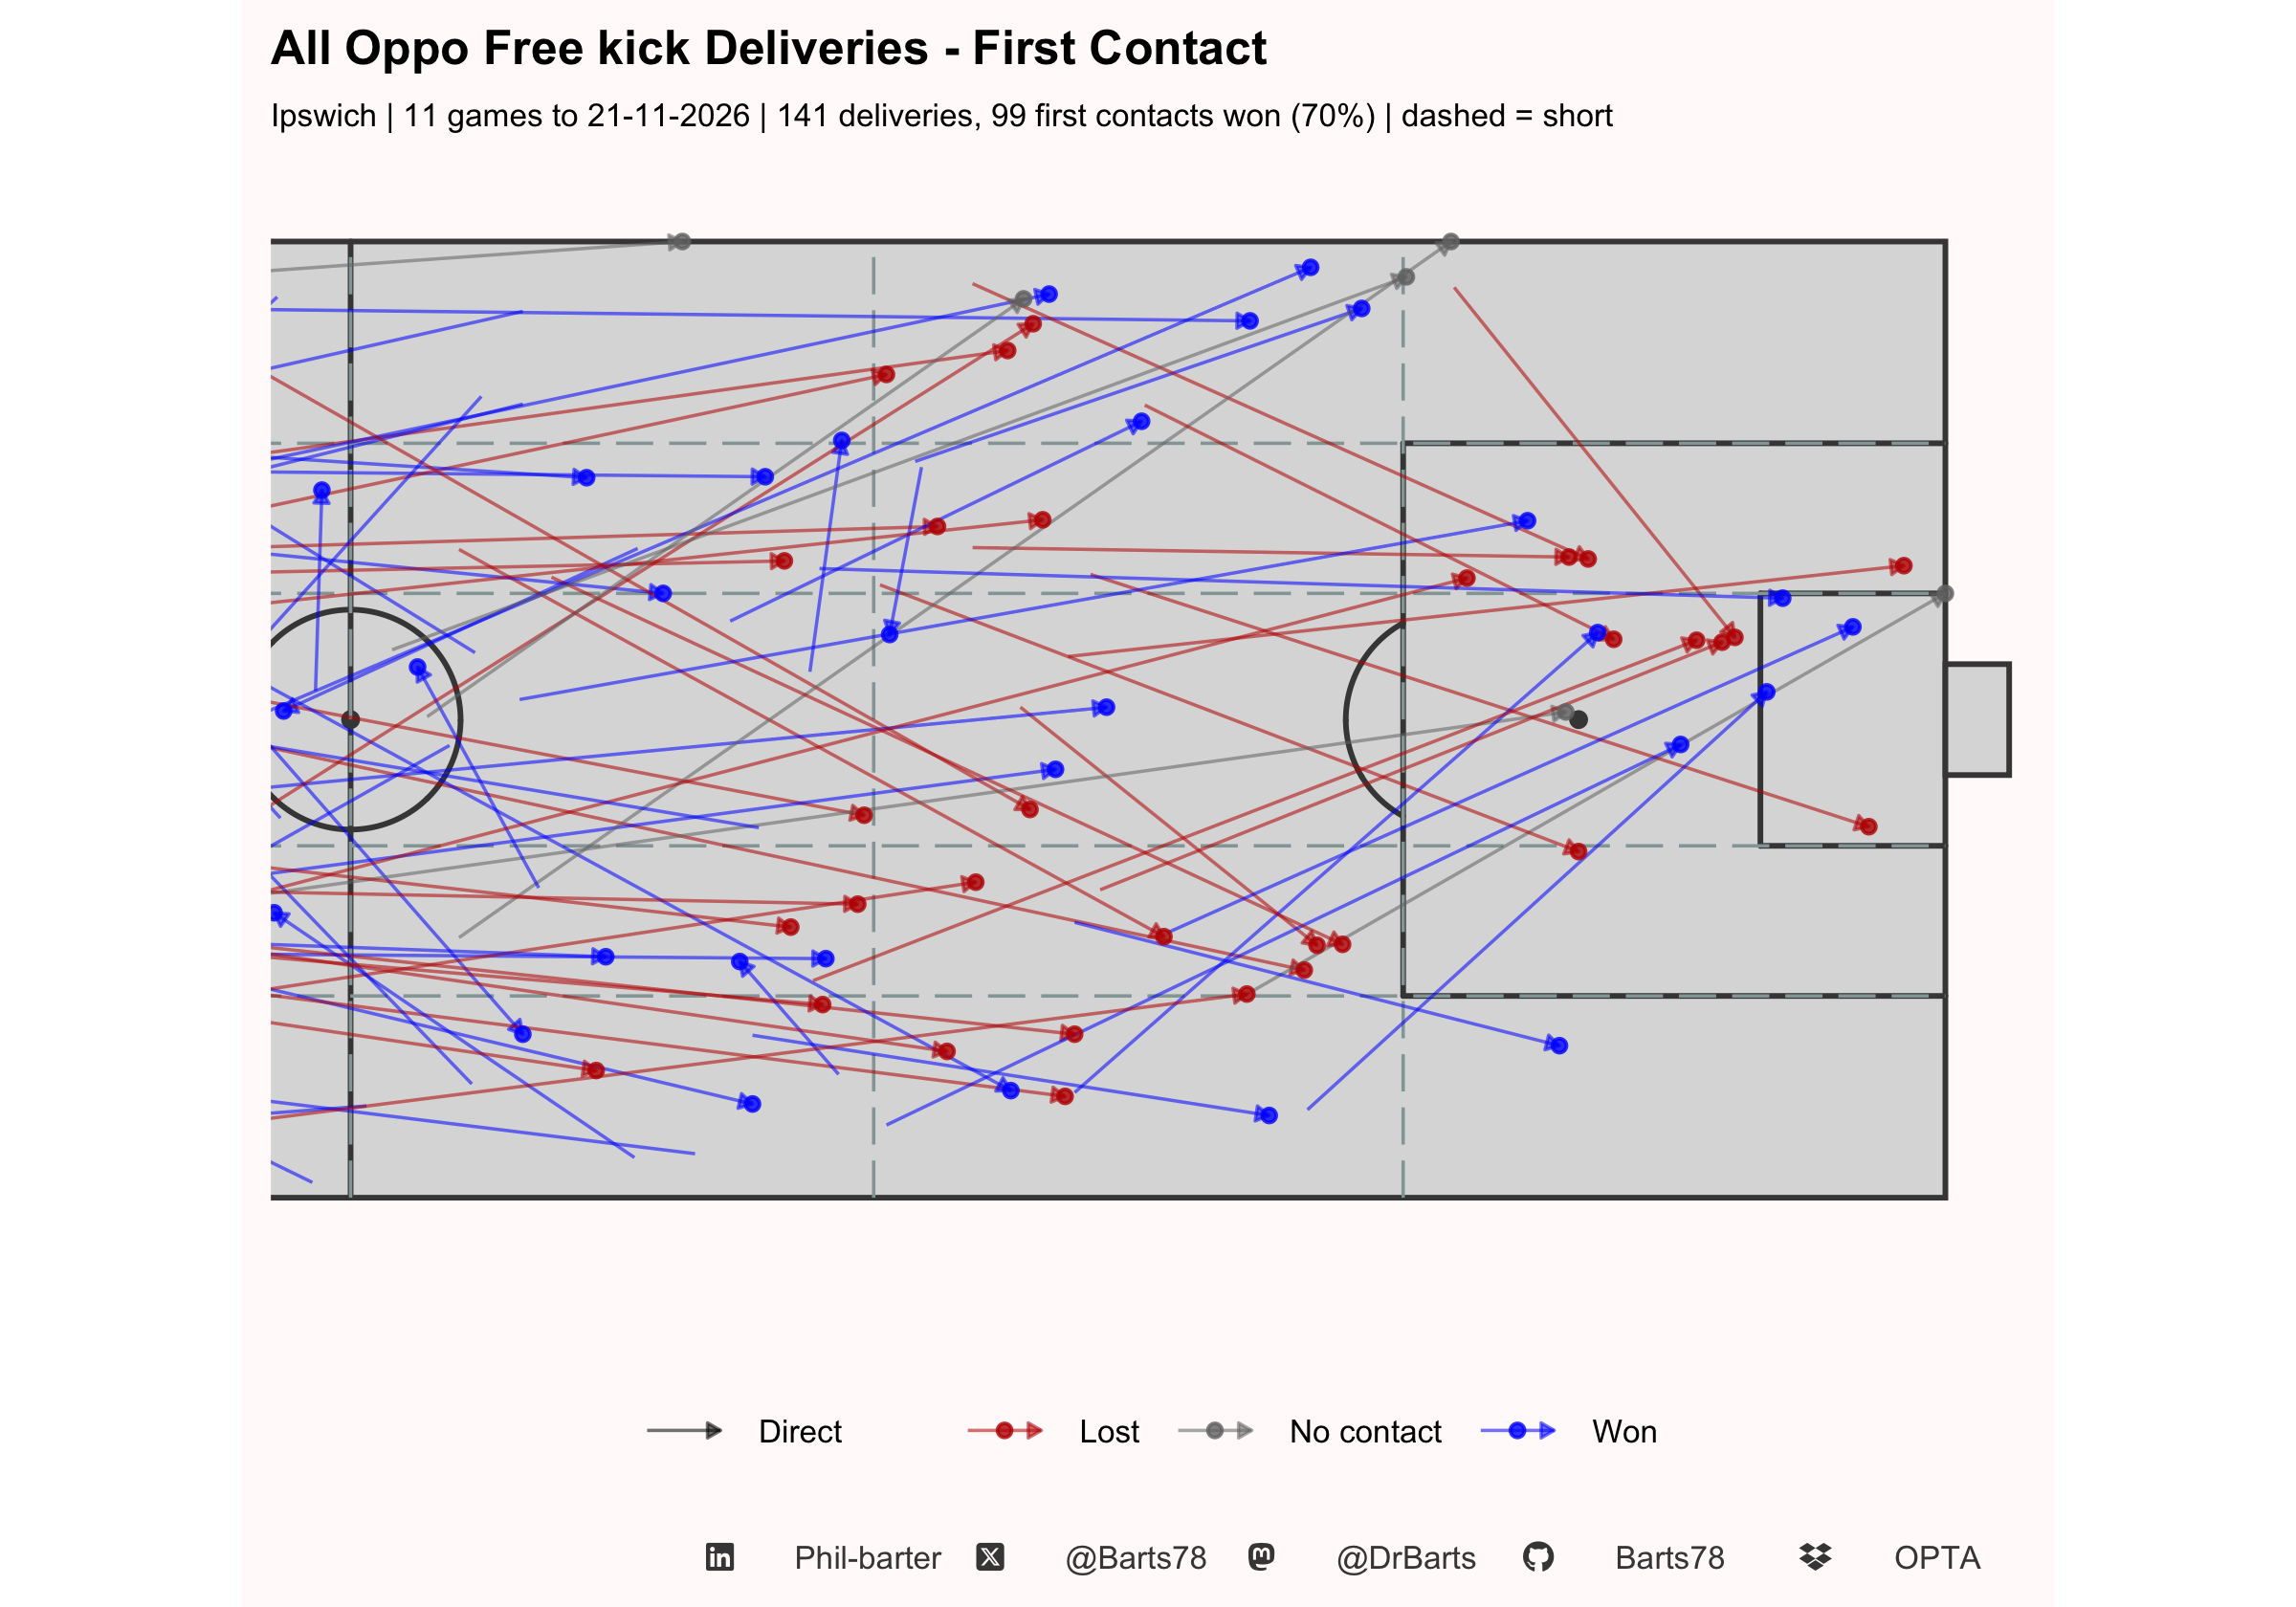 All Oppo Free kick Deliveries - First Contact
Ipswich | 11 games to 21-11-2026 | 141 deliveries, 99 first contacts won (70%) | dashed = short
Direct Lost No contact Won
Phil-barter @Barts78 @DrBarts Barts78 OPTA